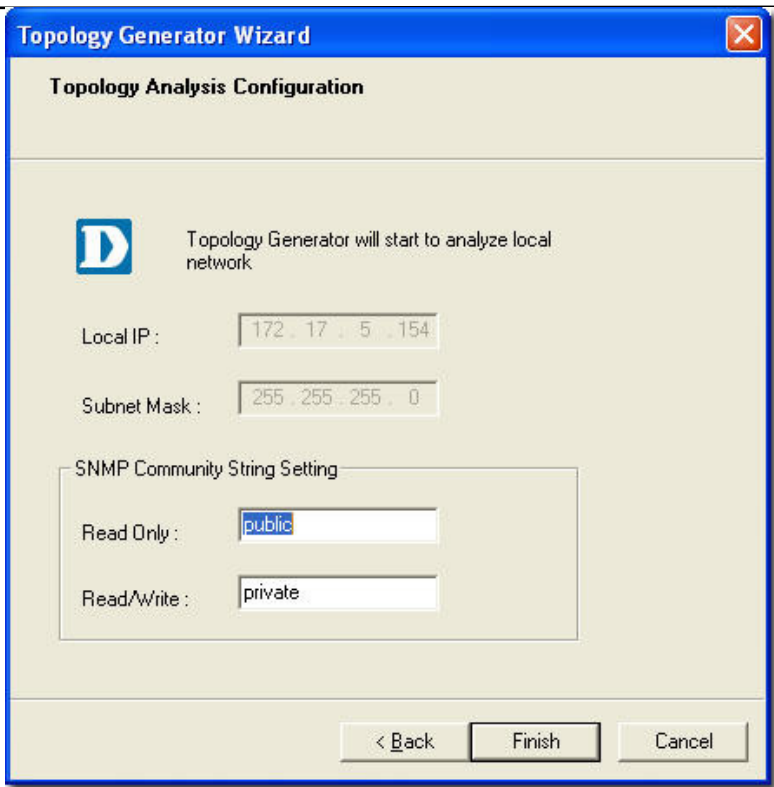 Topology Generator Wizard
Topology Analysis Configuration
D
Topology Generator will start to analyze local
network
Local IP :
172 . 17 . 5 . 154
Subnet Mask :
255 . 255 . 255 . 0
SNMP Community String Setting
Read Only :
public
Read/Write :
private
< Back
Finish
Cancel